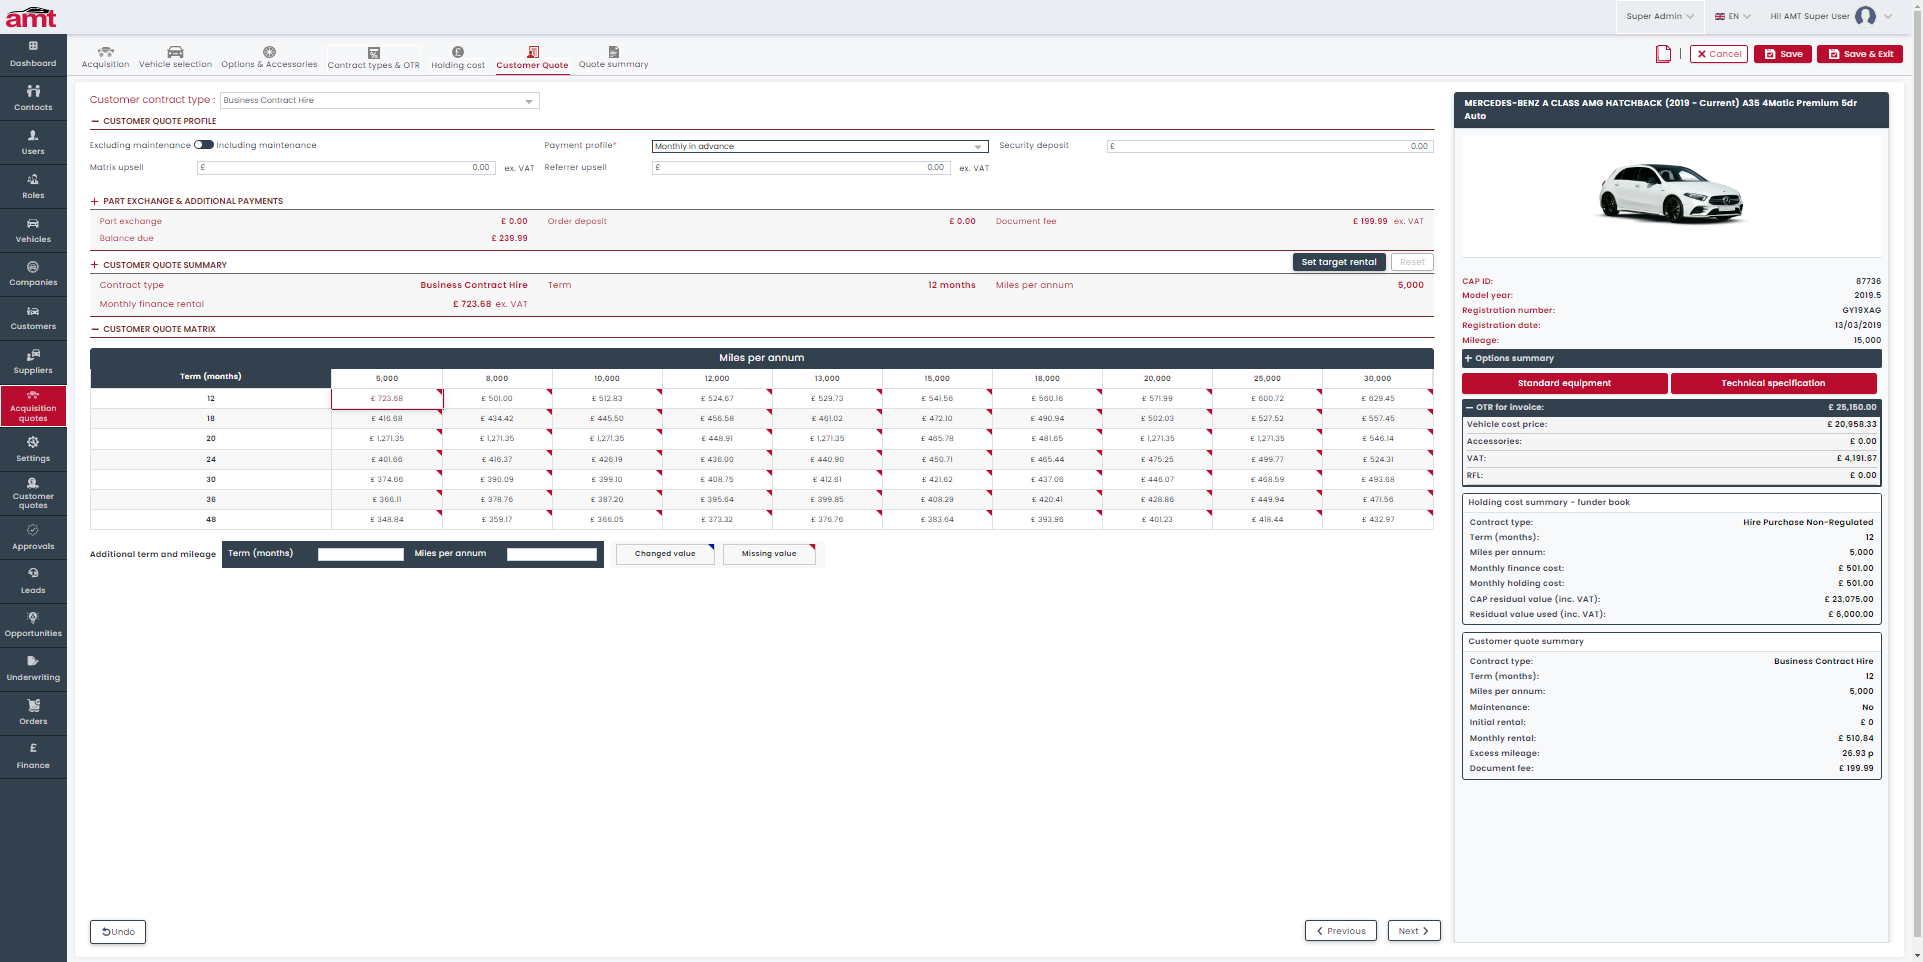 amt
Super Admin
EN
Hi! AMT Super User
Dashboard
Contacts
Users
Roles
Vehicles
Companies
Customers
Suppliers
Acquisition quotes
Settings
Customer quotes
Approvals
Leads
Opportunities
Underwriting
Orders
£
Finance
Acquisition
Vehicle selection
Options & Accessories
Contract types & OTR
Holding cost
Customer Quote
Quote summary
Cancel
Save
Save & Exit
Customer contract type : Business Contract Hire
CUSTOMER QUOTE PROFILE
Excluding maintenance Including maintenance Payment profile* Monthly in advance Security deposit £ 0.00
Matrix upsell £ 0.00 ex. VAT Referrer upsell £ 0.00 ex. VAT
PART EXCHANGE & ADDITIONAL PAYMENTS
Part exchange £ 0.00 Order deposit £ 0.00 Document fee £ 199.99 ex. VAT
Balance due £ 239.99
CUSTOMER QUOTE SUMMARY Set target rental Reset
Contract type Business Contract Hire Term 12 months Miles per annum 5,000
Monthly finance rental £ 723.68 ex. VAT
CUSTOMER QUOTE MATRIX
Miles per annum
Term (months) 5,000 8,000 10,000 12,000 13,000 15,000 18,000 20,000 25,000 30,000
12 £ 723.68 £ 501.00 £ 512.83 £ 524.67 £ 529.73 £ 541.56 £ 560.16 £ 571.99 £ 600.72 £ 629.45
18 £ 416.68 £ 434.42 £ 445.50 £ 456.58 £ 461.02 £ 472.10 £ 490.94 £ 502.03 £ 527.52 £ 557.45
20 £ 1,271.35 £ 1,271.35 £ 1,271.35 £ 448.91 £ 1,271.35 £ 465.78 £ 481.65 £ 1,271.35 £ 1,271.35 £ 546.14
24 £ 401.66 £ 416.37 £ 426.19 £ 436.00 £ 440.90 £ 450.71 £ 465.44 £ 475.25 £ 499.77 £ 524.31
30 £ 374.66 £ 390.09 £ 399.10 £ 408.75 £ 412.61 £ 421.62 £ 437.06 £ 446.07 £ 468.59 £ 493.68
36 £ 366.11 £ 378.76 £ 387.20 £ 395.64 £ 399.85 £ 408.29 £ 420.41 £ 428.86 £ 449.94 £ 471.56
48 £ 348.84 £ 359.17 £ 366.05 £ 373.32 £ 376.76 £ 383.64 £ 393.96 £ 401.23 £ 418.44 £ 432.97
Additional term and mileage Term (months) Miles per annum Changed value Missing value
Undo
Previous
Next
MERCEDES-BENZ A CLASS AMG HATCHBACK (2019 - Current) A35 4Matic Premium 5dr
Auto
CAP ID: 87736
Model year: 2019.5
Registration number: GY19XAG
Registration date: 13/03/2019
Mileage: 15,000
Options summary
Standard equipment
Technical specification
OTR for invoice: £ 25,150.00
Vehicle cost price: £ 20,958.33
Accessories: £ 0.00
VAT: £ 4,191.67
RFL: £ 0.00
Holding cost summary - funder book
Contract type: Hire Purchase Non-Regulated
Term (months): 12
Miles per annum: 5,000
Monthly finance cost: £ 501.00
Monthly holding cost: £ 501.00
CAP residual value (inc. VAT): £ 23,075.00
Residual value used (inc. VAT): £ 6,000.00
Customer quote summary
Contract type: Business Contract Hire
Term (months): 12
Miles per annum: 5,000
Maintenance: No
Initial rental: £ 0
Monthly rental: £ 510.84
Excess mileage: 26.93 p
Document fee: £ 199.99